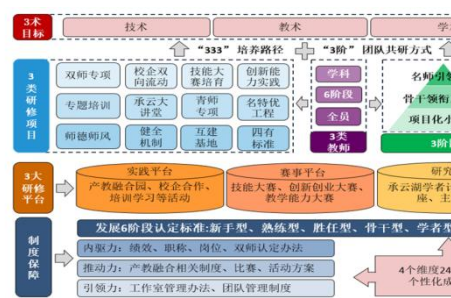 3术
目标
技术
教术
学
“333” 培养路径
“3阶” 团队共研方式
3类研修项目
双师专项
校企双
向流动
技能大
赛培育
创新能
力实践
专题培训
承云大
讲堂
青师
专项
名特优
工程
师德师风
健全
机制
互建
基地
四有
标准
学科
6阶段
全员
3类
教师
名师引领
骨干领衔
项目化小
3阶
3大
研修
平台
实践平台
产教融合园、校企合作、
培训学习等活动
赛事平台
技能大赛、创新创业大赛、
教学能力大赛
研究
承云湖学者讲
座、主
制度
保障
发展6阶段认定标准:新手型、熟练型、胜任型、骨干型、学者型
内驱力：绩效、职称、岗位、双师认定办法
推动力：产教融合相关制度、比赛、活动方案
引领力：工作室管理办法、团队管理制度
4个维度24
个性化成